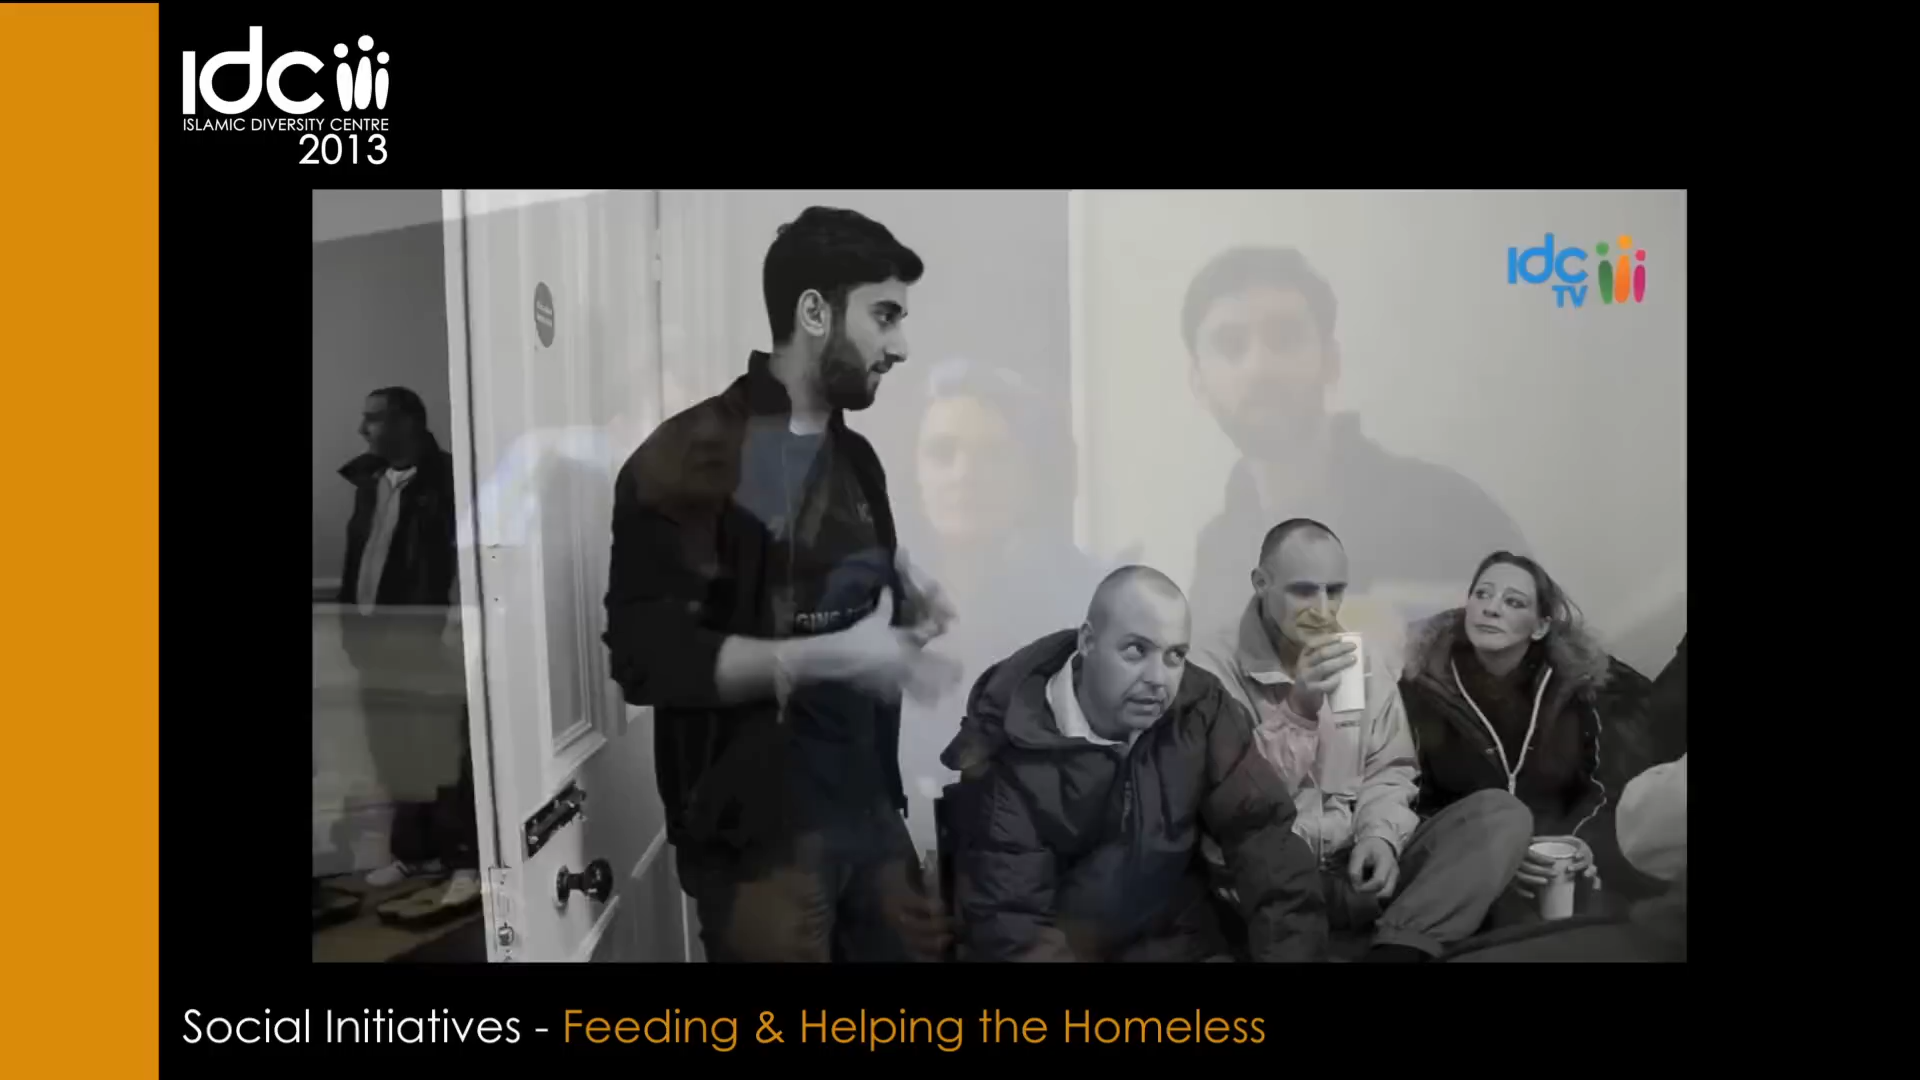 idc
ISLAMIC DIVERSITY CENTRE
2013
idc
TV
Social Initiatives - Feeding & Helping the Homeless